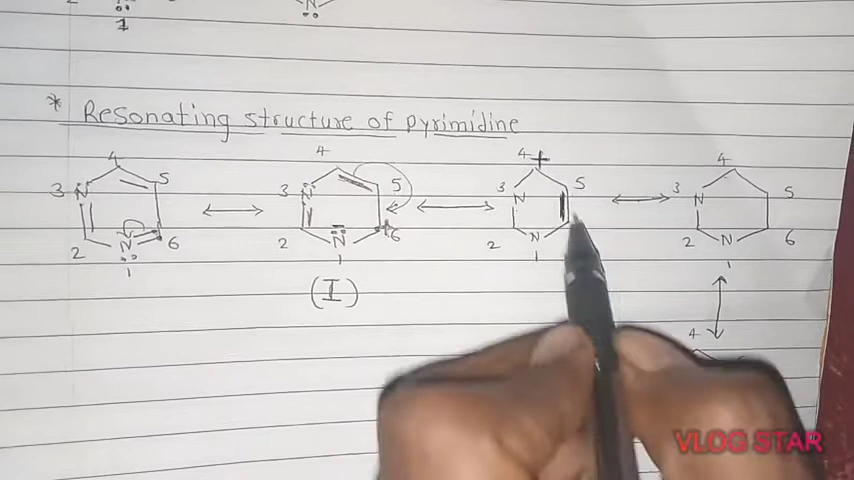 1
N
* Resonating structure of pyrimidine
4 4 4+ 4
3 N 5 3 N 5 3 N 5 3 N 5
2 N 6 2 N +6 2 N 2 N 6
1 1 1 1
(I)
4
VLOG STAR